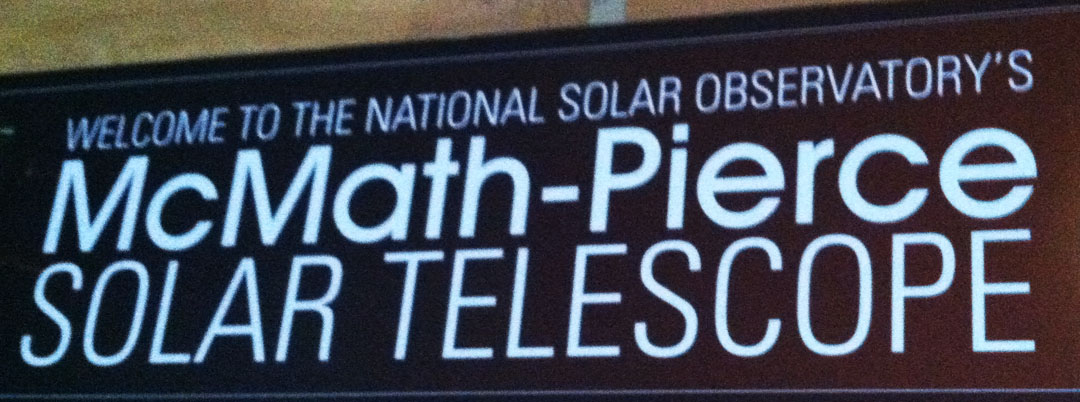 WELCOME TO THE NATIONAL SOLAR OBSERVATORY'S
McMath-Pierce
SOLAR TELESCOPE